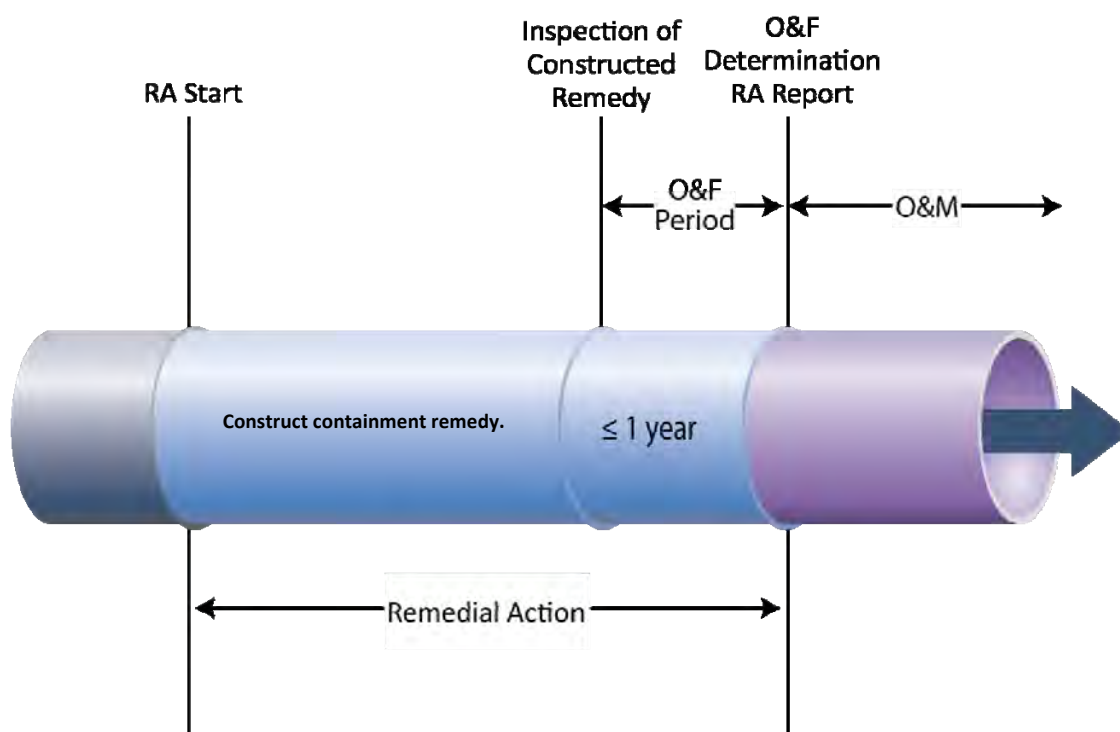 RA Start
Inspection of
Constructed
Remedy
O&F
Determination
RA Report
O&F
Period
O&M
Construct containment remedy.
≤ 1 year
Remedial Action